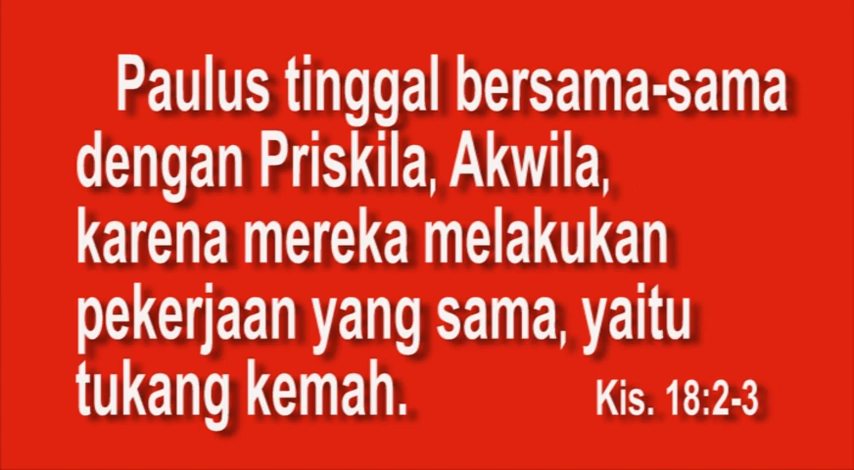 Paulus tinggal bersama-sama
dengan Priskila, Akwila,
karena mereka melakukan
pekerjaan yang sama, yaitu
tukang kemah.
Kis. 18:2-3